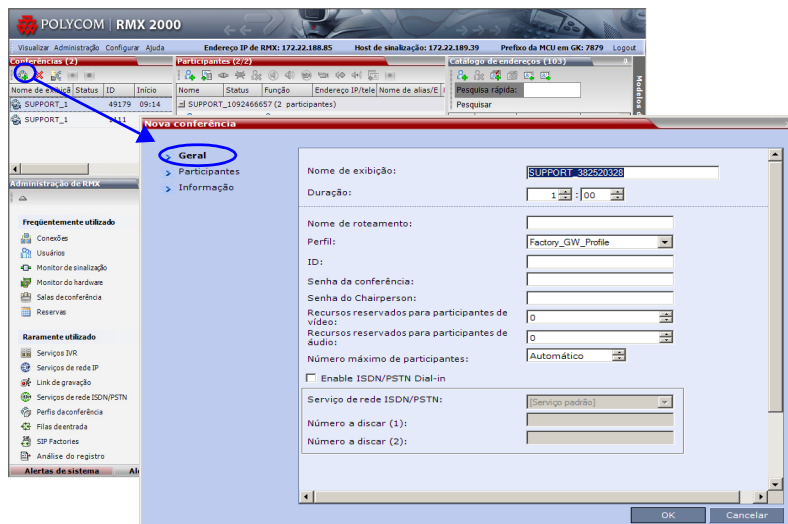 POLYCOM | RMX 2000
Visualizar Administração Configurar Ajuda Endereço IP de RMX: 172.22.188.85 Host de sinalização: 172.22.189.39 Prefixo da MCU em GK: 7879 Logout
Conferências (2) Participantes (2/2) Catálogo de endereços (103)
Nome de exibiçã Status ID Início Nome Status Função Endereço IP/tele Nome de alias/E Pesquisa rápida:
SUPPORT_1 49179 09:14 SUPPORT_1092466657 (2 participantes) Pesquisar
SUPPORT_1
Modelos
Nova conferência
Geral
Participantes
Informação
Nome de exibição: SUPPORT_382520328
Duração: 1 : 00
Nome de roteamento:
Perfil: Factory_GW_Profile
ID:
Senha da conferência:
Senha do Chairperson:
Recursos reservados para participantes de
vídeo: 0
Recursos reservados para participantes de
áudio: 0
Número máximo de participantes: Automático
Enable ISDN/PSTN Dial-in
Serviço de rede ISDN/PSTN: [Serviço padrão]
Número a discar (1):
Número a discar (2):
OK Cancelar
Administração de RMX
Freqüentemente utilizado
Conexões
Usuários
Monitor de sinalização
Monitor do hardware
Salas de conferência
Reservas
Raramente utilizado
Serviços IVR
Serviços de rede IP
Link de gravação
Serviços de rede ISDN/PSTN
Perfis da conferência
Filas de entrada
SIP Factories
Análise do registro
Alertas de sistema